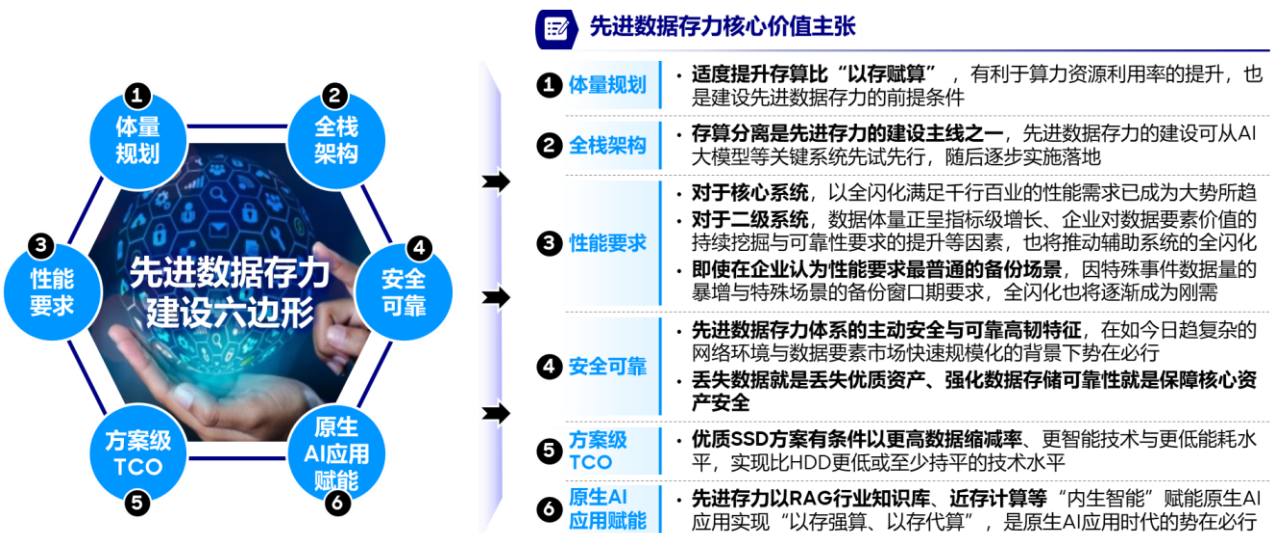 1
体量
规划
2
全栈
架构
3
性能
要求
4
安全
可靠
先进数据存力
建设六边形
方案级
TCO
5
原生
AI应用
赋能
6
先进数据存力核心价值主张
1 体量规划
· 适度提升存算比“以存赋算”，有利于算力资源利用率的提升，也
是建设先进数据存力的前提条件
2 全栈架构
· 存算分离是先进存力的建设主线之一，先进数据存力的建设可从AI
大模型等关键系统先试先行，随后逐步实施落地
3 性能要求
· 对于核心系统，以全闪化满足千行百业的性能需求已成为大势所趋
· 对于二级系统，数据体量正呈指标级增长、企业对数据要素价值的
持续挖掘与可靠性要求的提升等因素，也将推动辅助系统的全闪化
· 即使在企业认为性能要求最普通的备份场景，因特殊事件数据量的
暴增与特殊场景的备份窗口期要求，全闪化也将逐渐成为刚需
4 安全可靠
· 先进数据存力体系的主动安全与可靠高韧特征，在如今日趋复杂的
网络环境与数据要素市场快速规模化的背景下势在必行
· 丢失数据就是丢失优质资产、强化数据存储可靠性就是保障核心资
产安全
5 方案级
TCO
· 优质SSD方案有条件以更高数据缩减率、更智能技术与更低能耗水
平，实现比HDD更低或至少持平的技术水平
6 原生AI
应用赋能
· 先进存力以RAG行业知识库、近存计算等“内生智能”赋能原生AI
应用实现“以存强算、以存代算”，是原生AI应用时代的势在必行